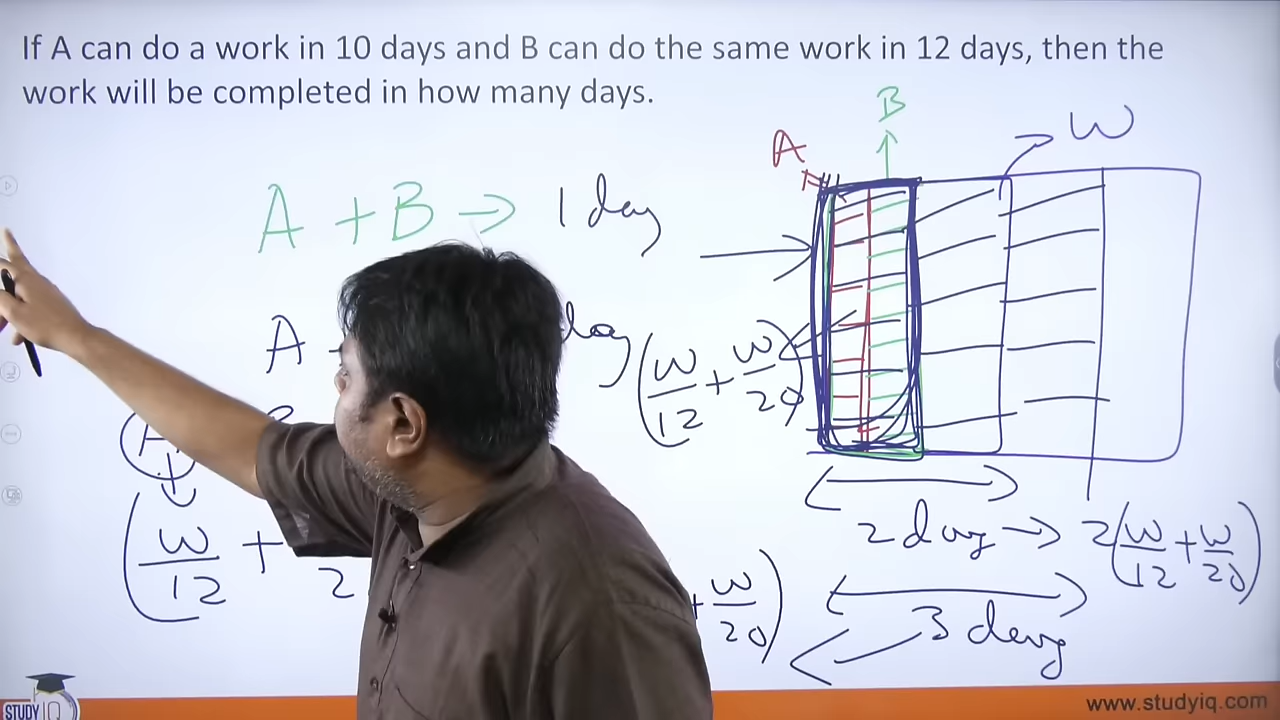 If A can do a work in 10 days and B can do the same work in 12 days, then the
work will be completed in how many days.
A + B → 1 day
A
B
W
A
day
(W/12 + W/20)
2 days → 2(W/12 + W/20)
(W/12 +
2
+ W/20)
3 days
STUDY IQ
www.studyiq.com